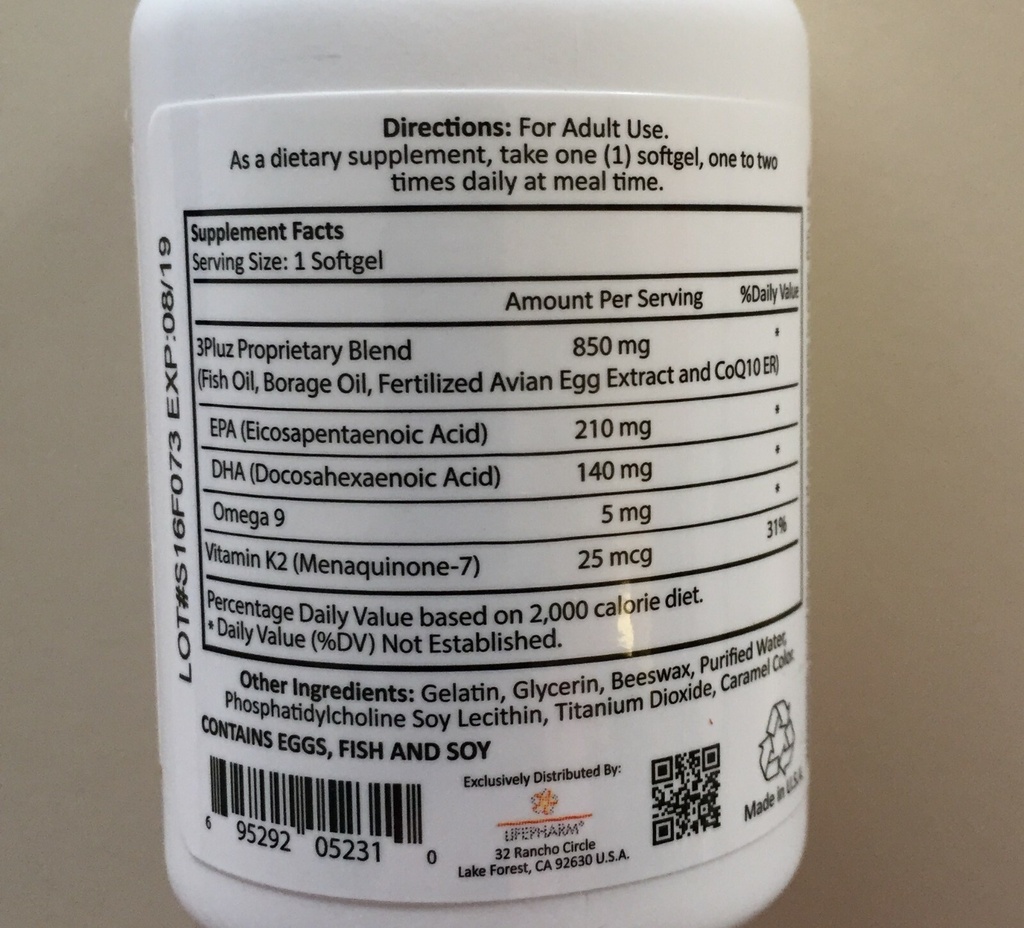 Directions: For Adult Use.
As a dietary supplement, take one (1) softgel, one to two
times daily at meal time.
LOT#S16F073 EXP:08/19
Supplement Facts
Serving Size: 1 Softgel
Amount Per Serving %Daily Value
3Pluz Proprietary Blend 850 mg *
(Fish Oil, Borage Oil, Fertilized Avian Egg Extract and CoQ10 ER)
EPA (Eicosapentaenoic Acid) 210 mg *
DHA (Docosahexaenoic Acid) 140 mg *
Omega 9 5 mg *
Vitamin K2 (Menaquinone-7) 25 mcg 31%
Percentage Daily Value based on 2,000 calorie diet.
* Daily Value (%DV) Not Established.
Other Ingredients: Gelatin, Glycerin, Beeswax, Purified Water,
Phosphatidylcholine Soy Lecithin, Titanium Dioxide, Caramel Color.
CONTAINS EGGS, FISH AND SOY
6 95292 05231 0
Exclusively Distributed By:
LIFEPHARM®
32 Rancho Circle
Lake Forest, CA 92630 U.S.A.
Made in U.S.A.